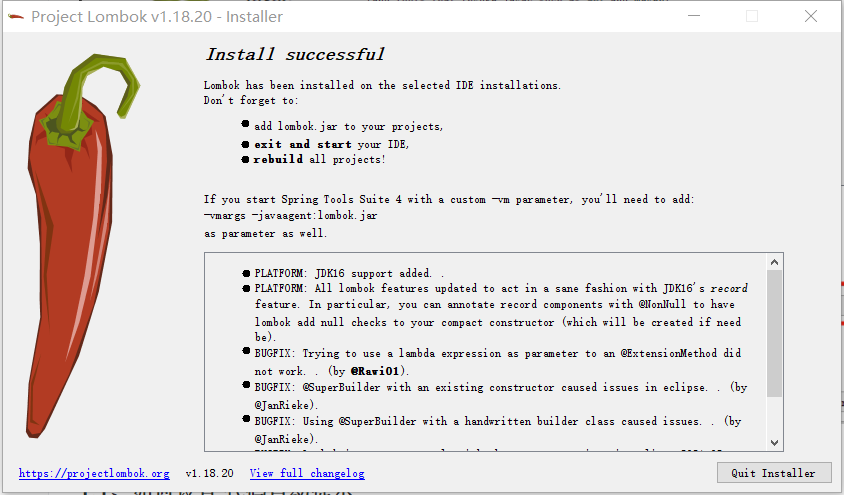 Project Lombok v1.18.20 - Installer
Install successful
Lombok has been installed on the selected IDE installations.
Don't forget to:
add lombok.jar to your projects,
exit and start your IDE,
rebuild all projects!
If you start Spring Tools Suite 4 with a custom -vm parameter, you'll need to add:
-vmargs -javaagent:lombok.jar
as parameter as well.
PLATFORM: JDK16 support added. .
PLATFORM: All lombok features updated to act in a sane fashion with JDK16's record
feature. In particular, you can annotate record components with @NonNull to have
lombok add null checks to your compact constructor (which will be created if need
be).
BUGFIX: Trying to use a lambda expression as parameter to an @ExtensionMethod did
not work. . (by @Rawi01).
BUGFIX: @SuperBuilder with an existing constructor caused issues in eclipse. . (by
@JanRieke).
BUGFIX: Using @SuperBuilder with a handwritten builder class caused issues. . (by
@JanRieke).
https://projectlombok.org v1.18.20 View full changelog
Quit Installer